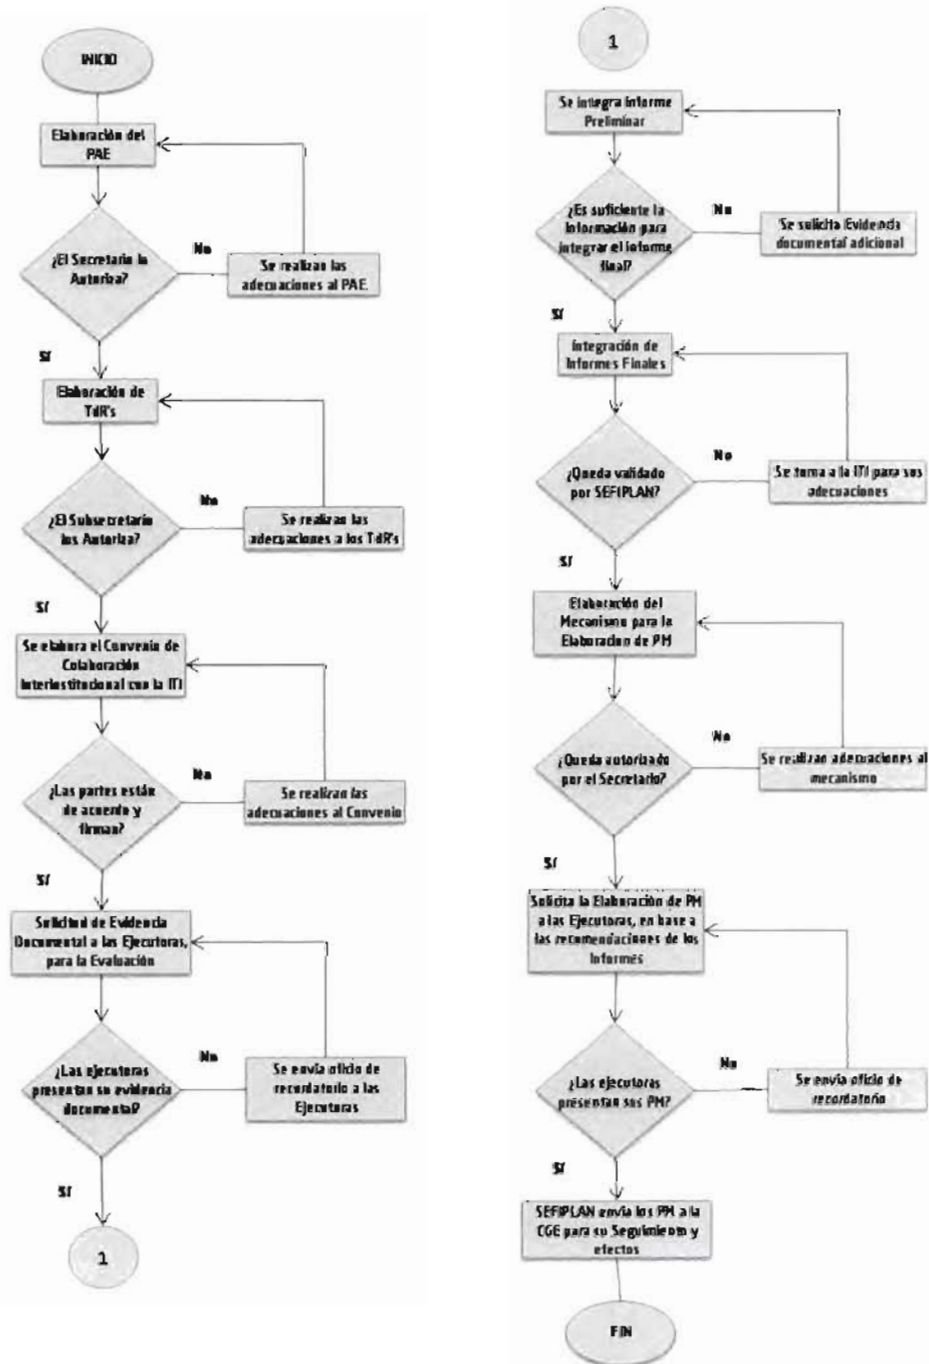 INICIO
Elaboración del
PAE
¿El Secretario lo
Autoriza?
No
Se realizan las
adecuaciones al PAE.
Sí
Elaboración de
TdR's
¿El Subsecretario
los Autoriza?
No
Se realizan las
adecuaciones a los TdR's
Sí
Se elabora el Convenio de
Colaboración
Interinstitucional con la ITI
¿Las partes están
de acuerdo y
firman?
No
Se realizan las
adecuaciones al Convenio
Sí
Solicitud de Evidencia
Documental a las Ejecutoras,
para la Evaluación
¿Las ejecutoras
presentan su evidencia
documental?
No
Se envía oficio de
recordatorio a las
Ejecutoras
Sí
1
1
Se integra Informe
Preliminar
¿Es suficiente la
Información para
integrar el informe
final?
No
Se solicita Evidencia
documental adicional
Sí
Integración de
Informes Finales
¿Queda validado
por SEFIPLAN?
No
Se torna a la ITI para sus
adecuaciones
Sí
Elaboración del
Mecanismo para la
Elaboracion de PM
¿Queda autorizado
por el Secretario?
No
Se realizan adecuaciones al
mecanismo
Sí
Solicita la Elaboración de PM
a las Ejecutoras, en base a
las recomendaciones de los
Informes
¿Las ejecutoras
presentan sus PM?
No
Se envía oficio de
recordatorio
Sí
SEFIPLAN envía los PM a la
CGE para su Seguimiento y
efectos
FIN